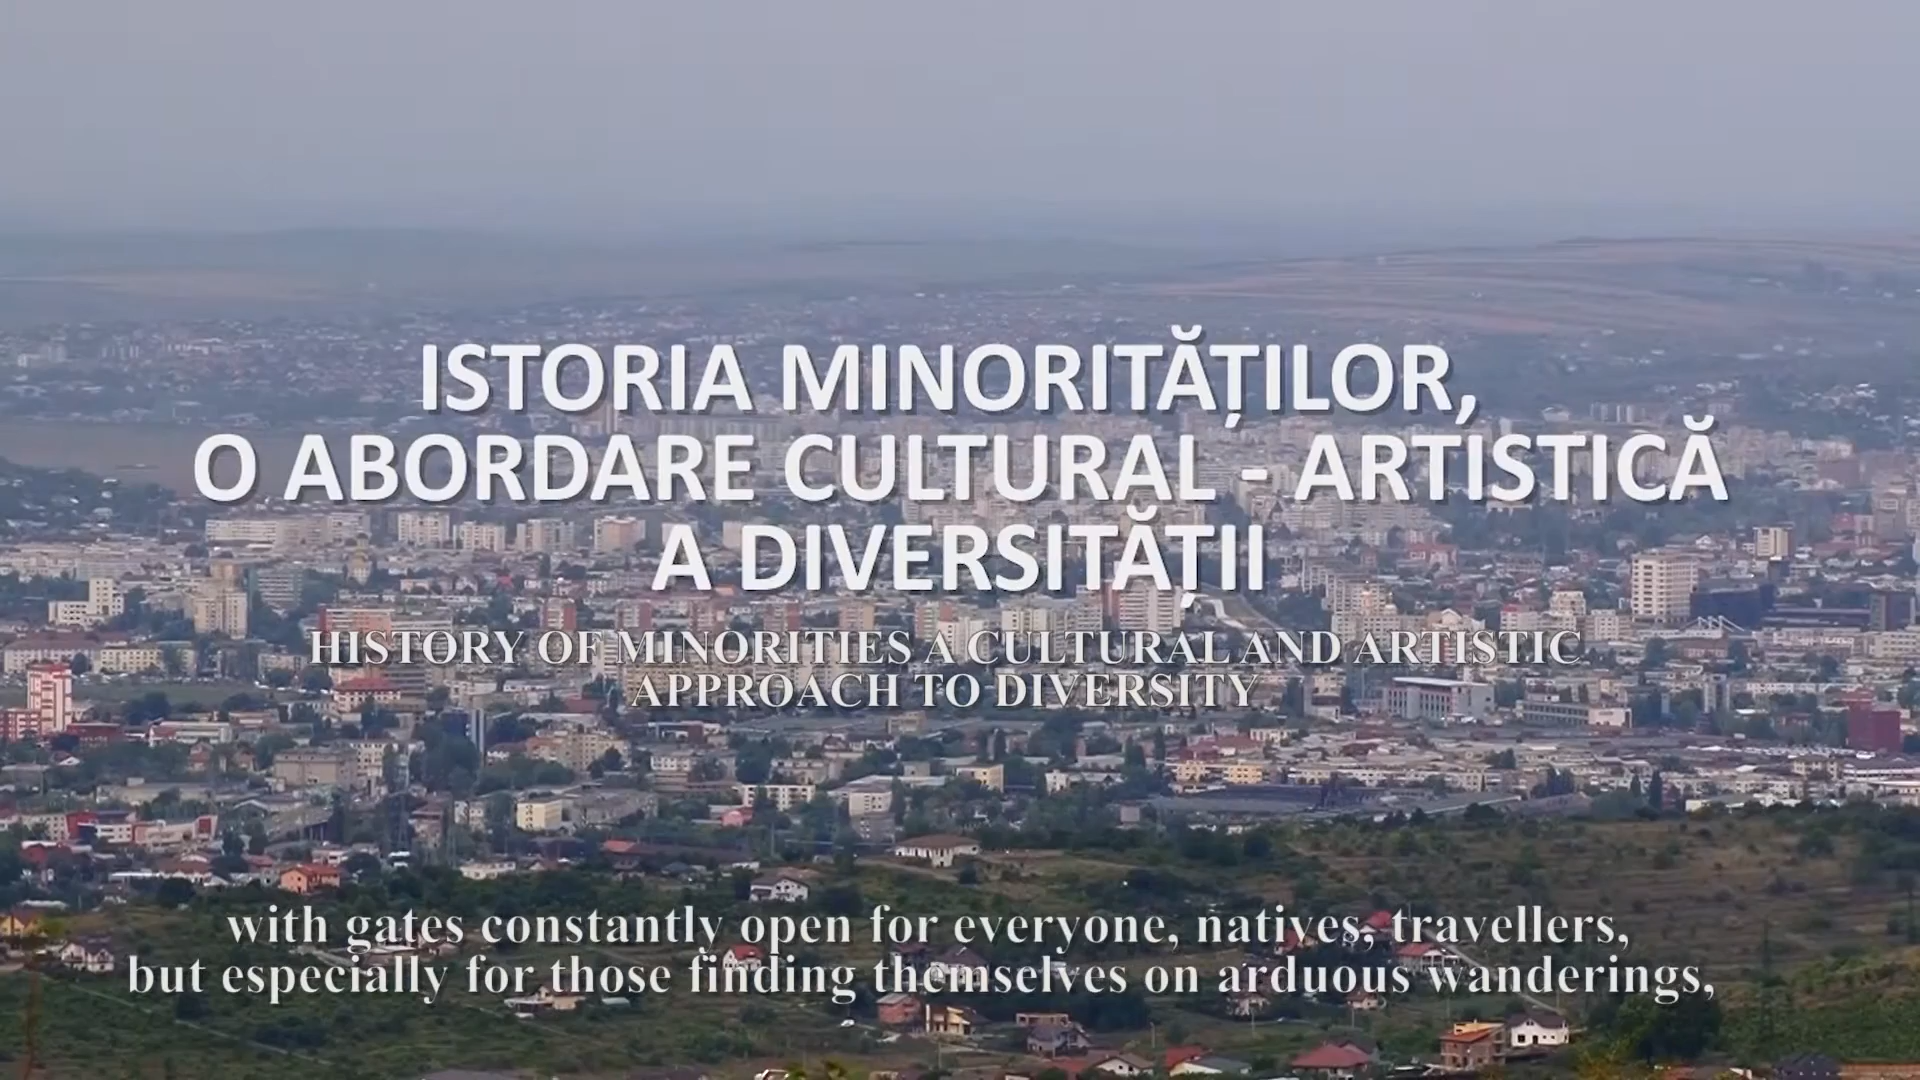 ISTORIA MINORITĂȚILOR,
O ABORDARE CULTURAL - ARTISTICĂ
A DIVERSITĂȚII
HISTORY OF MINORITIES A CULTURAL AND ARTISTIC
APPROACH TO DIVERSITY
with gates constantly open for everyone, natives, travellers,
but especially for those finding themselves on arduous wanderings,